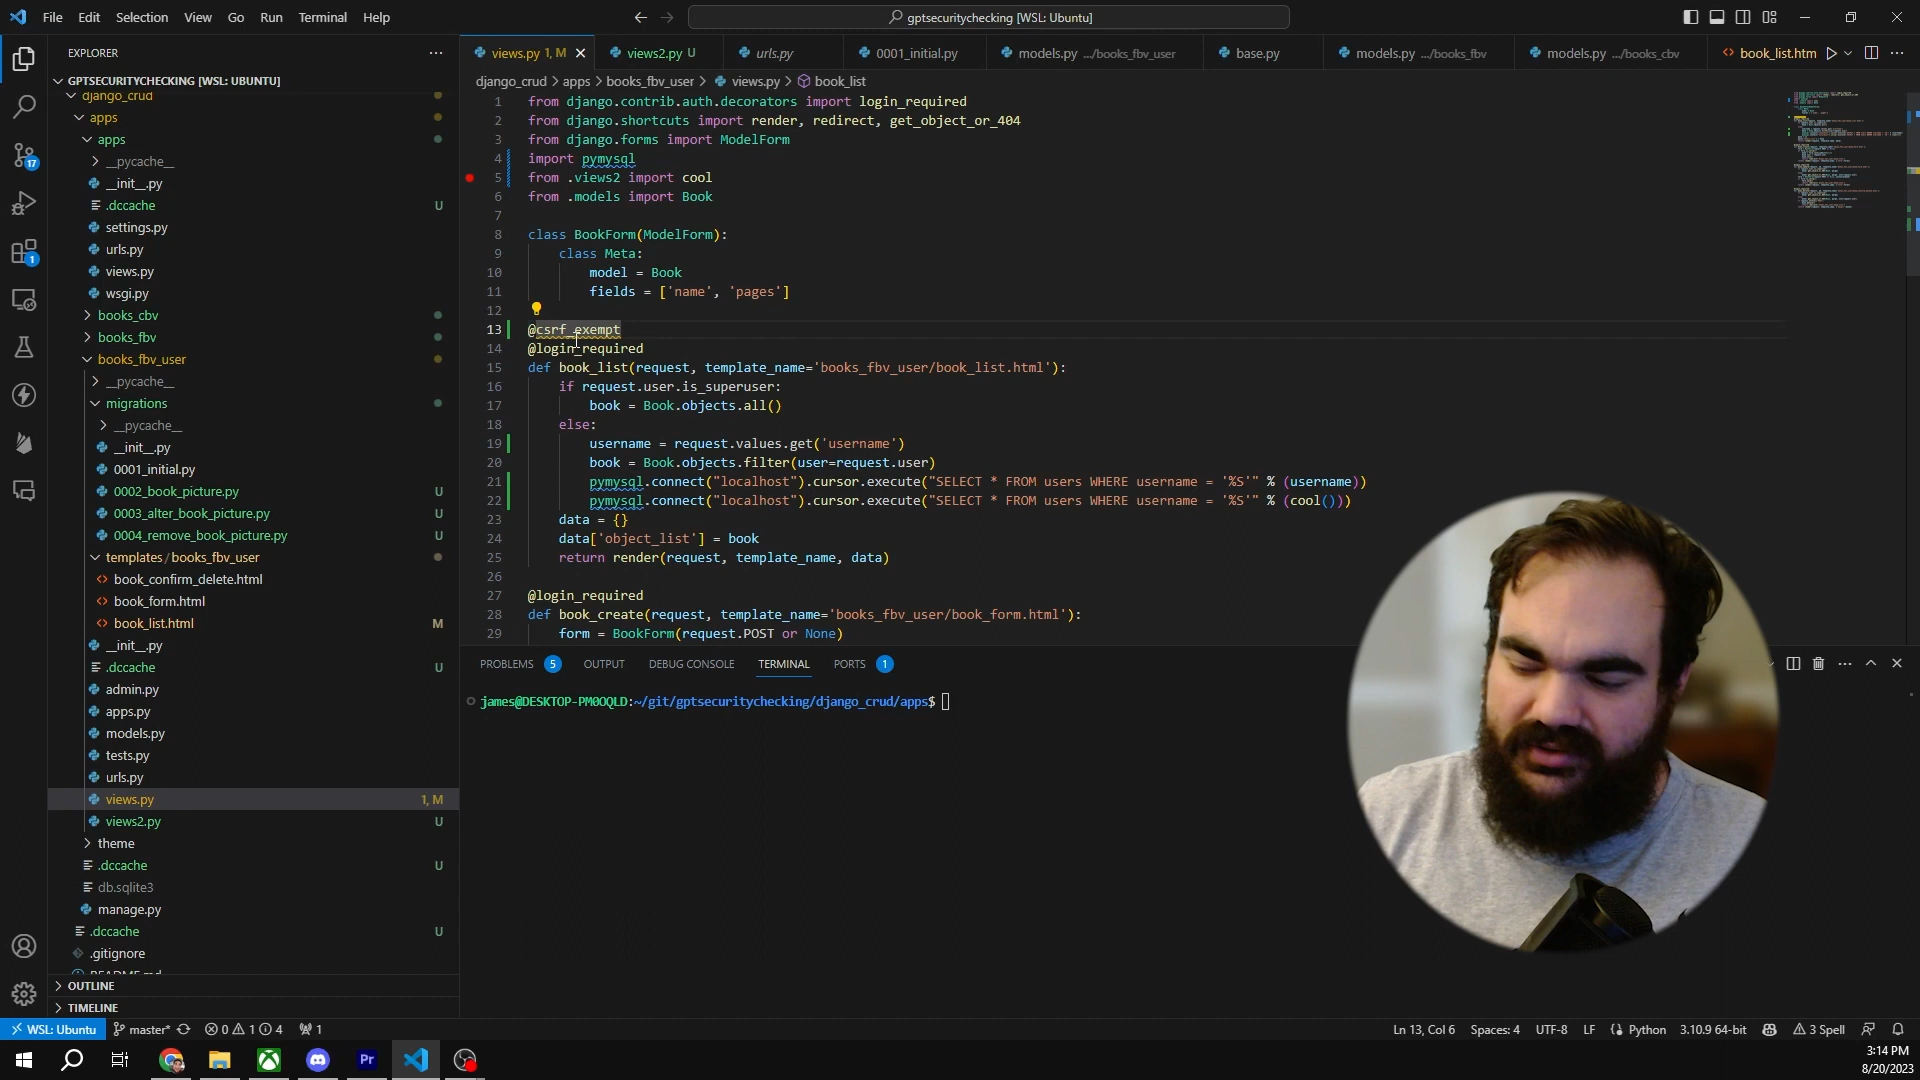 File Edit Selection View Go Run Terminal Help
gptsecuritychecking [WSL: Ubuntu]
EXPLORER
GPTSECURITYCHECKING [WSL: UBUNTU]
django_crud
apps
apps
__pycache__
__init__.py
.dccache U
settings.py
urls.py
views.py
wsgi.py
books_cbv
books_fbv
books_fbv_user
__pycache__
migrations
__pycache__
__init__.py
0001_initial.py
0002_book_picture.py U
0003_alter_book_picture.py U
0004_remove_book_picture.py U
templates / books_fbv_user
book_confirm_delete.html
book_form.html
book_list.html M
__init__.py
.dccache U
admin.py
apps.py
models.py
tests.py
urls.py
views.py 1, M
views2.py U
theme
.dccache U
db.sqlite3
manage.py
.dccache U
.gitignore
README.md
OUTLINE
TIMELINE
17
1
views.py 1, M views2.py U urls.py 0001_initial.py models.py .../books_fbv_user base.py models.py .../books_fbv models.py .../books_cbv book_list.htm
django_crud > apps > books_fbv_user > views.py > book_list
1 from django.contrib.auth.decorators import login_required
2 from django.shortcuts import render, redirect, get_object_or_404
3 from django.forms import ModelForm
4 import pymysql
5 from .views2 import cool
6 from .models import Book
7
8 class BookForm(ModelForm):
9 class Meta:
10 model = Book
11 fields = ['name', 'pages']
12
13 @csrf_exempt
14 @login_required
15 def book_list(request, template_name='books_fbv_user/book_list.html'):
16 if request.user.is_superuser:
17 book = Book.objects.all()
18 else:
19 username = request.values.get('username')
20 book = Book.objects.filter(user=request.user)
21 pymysql.connect("localhost").cursor.execute("SELECT * FROM users WHERE username = '%S'" % (username))
22 pymysql.connect("localhost").cursor.execute("SELECT * FROM users WHERE username = '%S'" % (cool()))
23 data = {}
24 data['object_list'] = book
25 return render(request, template_name, data)
26
27 @login_required
28 def book_create(request, template_name='books_fbv_user/book_form.html'):
29 form = BookForm(request.POST or None)
PROBLEMS 5 OUTPUT DEBUG CONSOLE TERMINAL PORTS 1
james@DESKTOP-PM0OQLD:~/git/gptsecuritychecking/django_crud/apps$
WSL: Ubuntu master* 0 1 4 1
Ln 13, Col 6 Spaces: 4 UTF-8 LF Python 3.10.9 64-bit 3 Spell
Pr
3:14 PM
8/20/2023